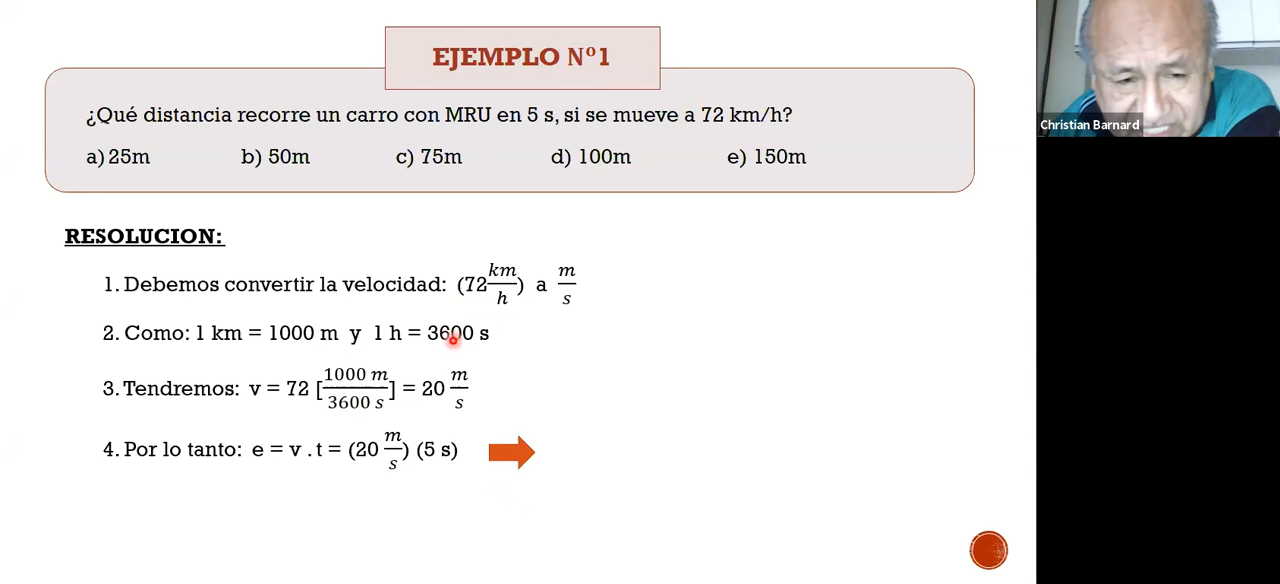 EJEMPLO Nº1
¿Qué distancia recorre un carro con MRU en 5 s, si se mueve a 72 km/h?
a) 25m b) 50m c) 75m d) 100m e) 150m
RESOLUCION:
1. Debemos convertir la velocidad: (72 km/h) a m/s
2. Como: 1 km = 1000 m y 1 h = 3600 s
3. Tendremos: v = 72 [1000 m/3600 s] = 20 m/s
4. Por lo tanto: e = v . t = (20 m/s) (5 s)
Christian Barnard